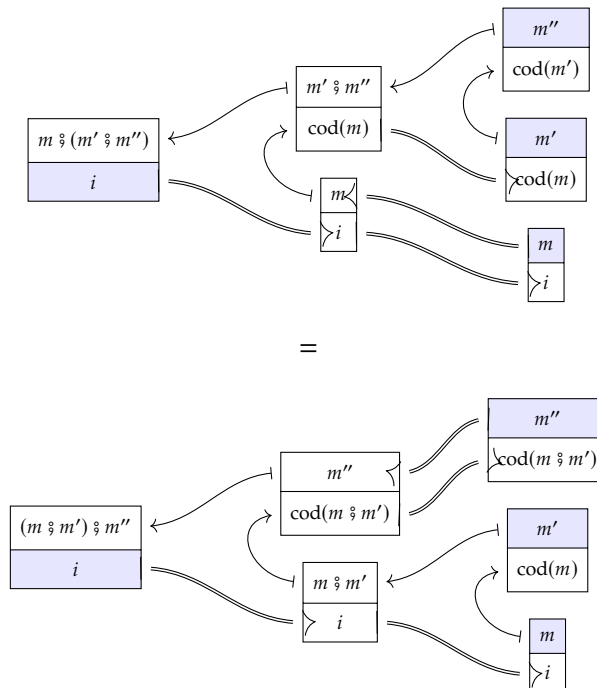 m″
cod(m′)
m′ ⨟ m″
cod(m)
m′
cod(m)
m ⨟ (m′ ⨟ m″)
i
m
i
m
i
=
m″
cod(m ⨟ m′)
m″
cod(m ⨟ m′)
(m ⨟ m′) ⨟ m″
i
m′
cod(m)
m ⨟ m′
i
m
i